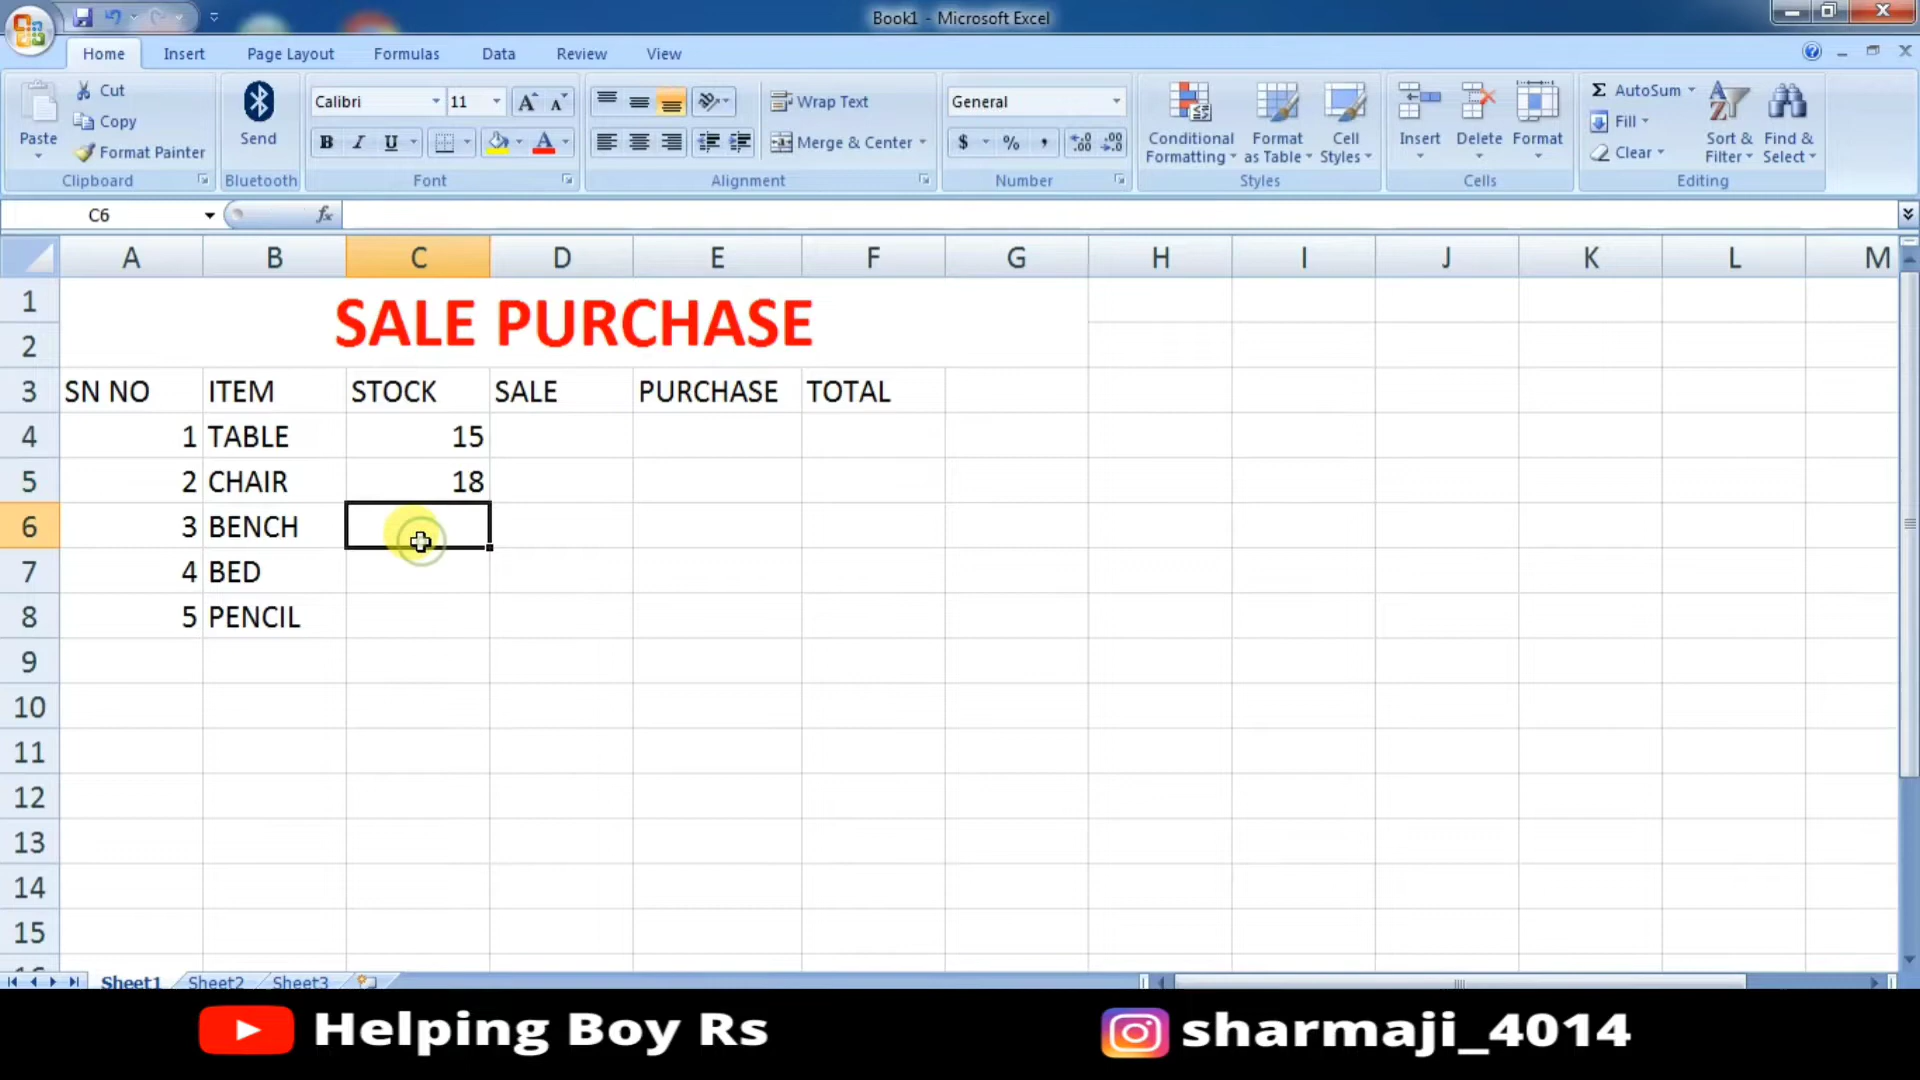 Book1 - Microsoft Excel
Home Insert Page Layout Formulas Data Review View
Paste Cut Copy Format Painter Clipboard
Send Bluetooth
Calibri 11 B I U Font
Wrap Text Merge & Center Alignment
General $ % , Number
Conditional Formatting Format as Table Cell Styles Styles
Insert Delete Format Cells
Σ AutoSum Fill Clear Sort & Filter Find & Select Editing
C6 fx
A B C D E F G H I J K L M
1 SALE PURCHASE
2
3 SN NO ITEM STOCK SALE PURCHASE TOTAL
4 1 TABLE 15
5 2 CHAIR 18
6 3 BENCH
7 4 BED
8 5 PENCIL
9
10
11
12
13
14
15
Sheet1 Sheet2 Sheet3
Helping Boy Rs sharmaji_4014